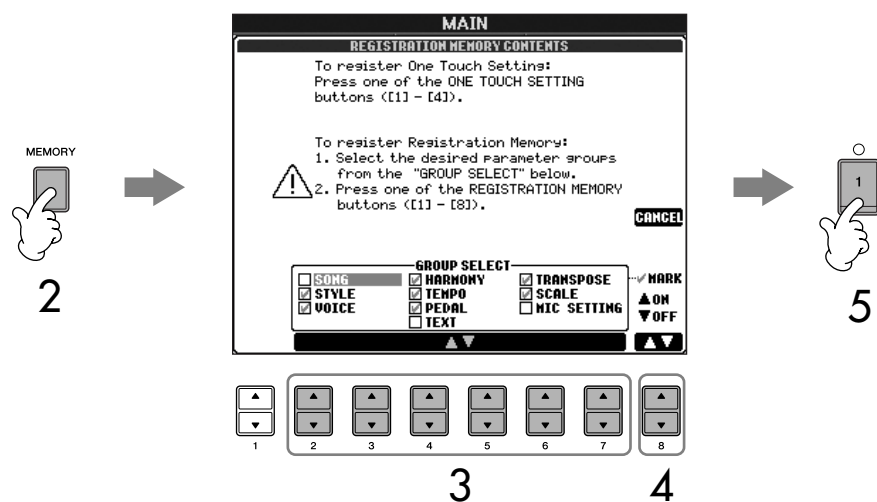 MAIN
REGISTRATION MEMORY CONTENTS
To register One Touch Setting:
Press one of the ONE TOUCH SETTING
buttons ([1] - [4]).
To register Registration Memory:
1. Select the desired parameter groups
from the "GROUP SELECT" below.
2. Press one of the REGISTRATION MEMORY
buttons ([1] - [8]).
CANCEL
GROUP SELECT
SONG HARMONY TRANSPOSE MARK
STYLE TEMPO SCALE ▲ON
VOICE PEDAL MIC SETTING ▼OFF
TEXT
▲▼ ▲▼
MEMORY
2
1
5
▲ ▲ ▲ ▲ ▲ ▲ ▲ ▲
▼ ▼ ▼ ▼ ▼ ▼ ▼ ▼
1 2 3 4 5 6 7 8
3 4